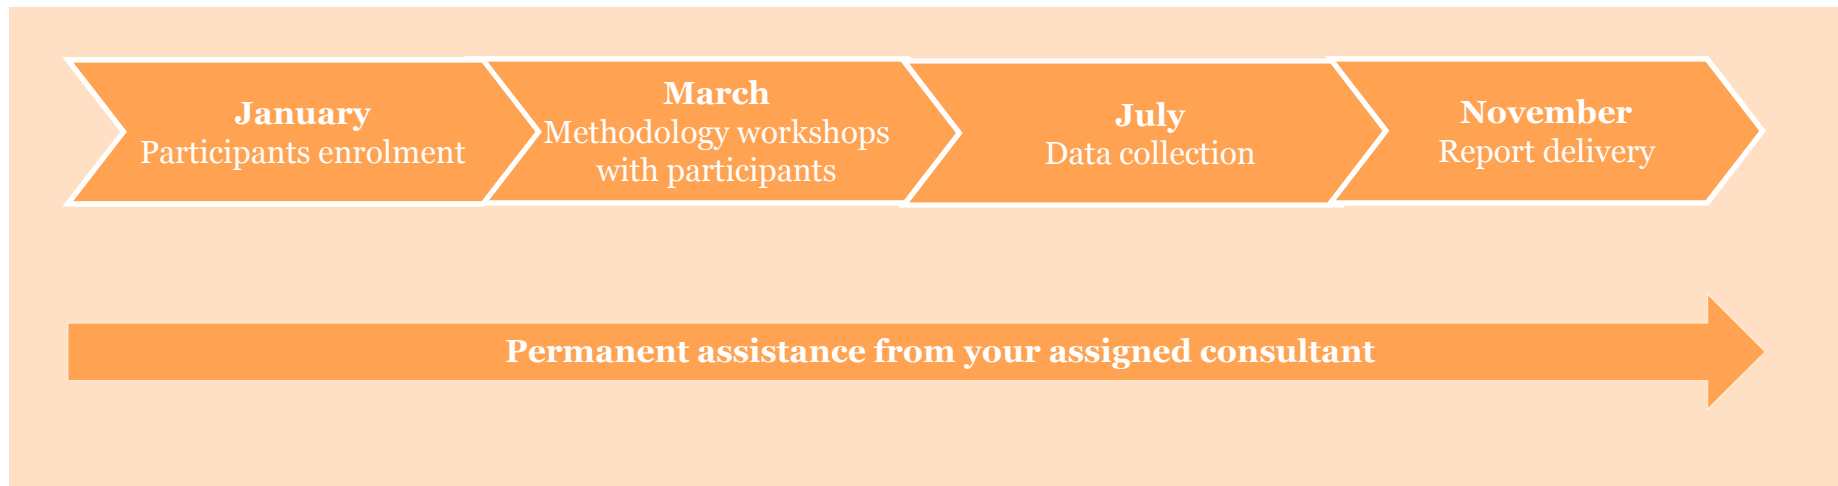 January
Participants enrolment
March
Methodology workshops
with participants
July
Data collection
November
Report delivery
Permanent assistance from your assigned consultant